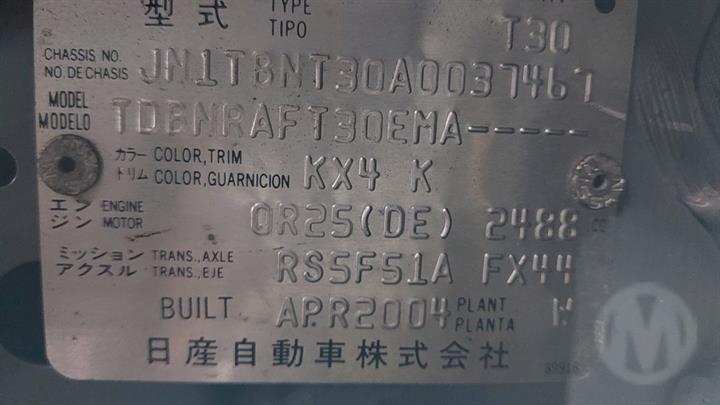 型式 TYPE
TIPO T30
CHASSIS NO.
NO. DE CHASIS JN1TBNT30A0037467
MODEL
MODELO TDBNRAFT30EMA-----
カラー COLOR,TRIM
トリム COLOR,GUARNICION KX4 K
エン ENGINE
ジン MOTOR QR25(DE) 2488 cc
ミッション TRANS.,AXLE
アクスル TRANS.,EJE RS5F51A FX44
BUILT APR2004 PLANT
PLANTA
日産自動車株式会社
M